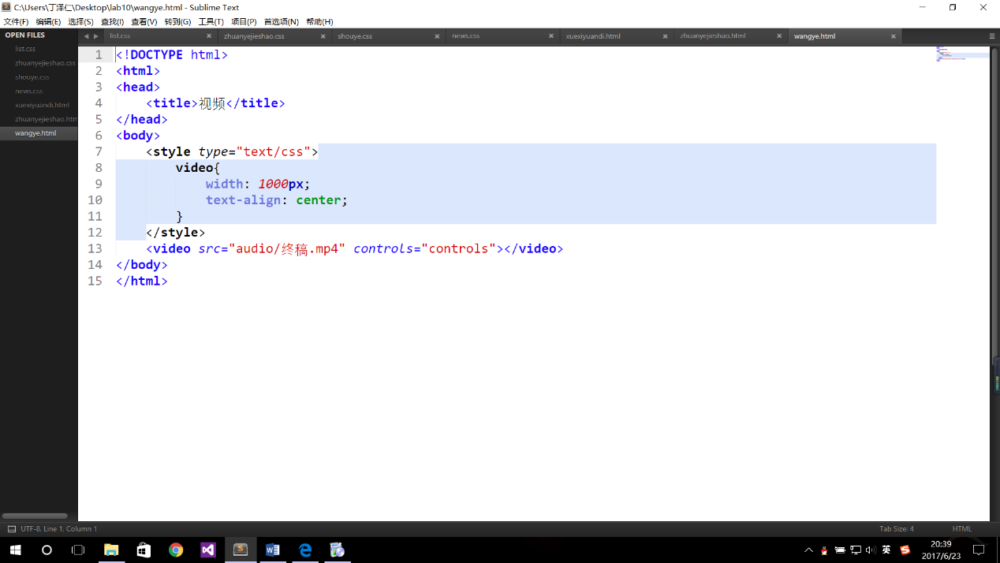 C:\Users\丁泽仁\Desktop\lab10\wangye.html - Sublime Text
文件(F) 编辑(E) 选择(S) 查找(I) 查看(V) 转到(G) 工具(T) 项目(P) 首选项(N) 帮助(H)
OPEN FILES
list.css
zhuanyejieshao.css
shouye.css
news.css
xuexiyuandi.html
zhuanyejieshao.htm
wangye.html
list.css zhuanyejieshao.css shouye.css news.css xuexiyuandi.html zhuanyejieshao.html wangye.html
1 <!DOCTYPE html>
2 <html>
3 <head>
4 <title>视频</title>
5 </head>
6 <body>
7 <style type="text/css">
8 video{
9 width: 1000px;
10 text-align: center;
11 }
12 </style>
13 <video src="audio/终稿.mp4" controls="controls"></video>
14 </body>
15 </html>
UTF-8, Line 1, Column 1 Tab Size: 4 HTML
英
20:39
2017/6/23